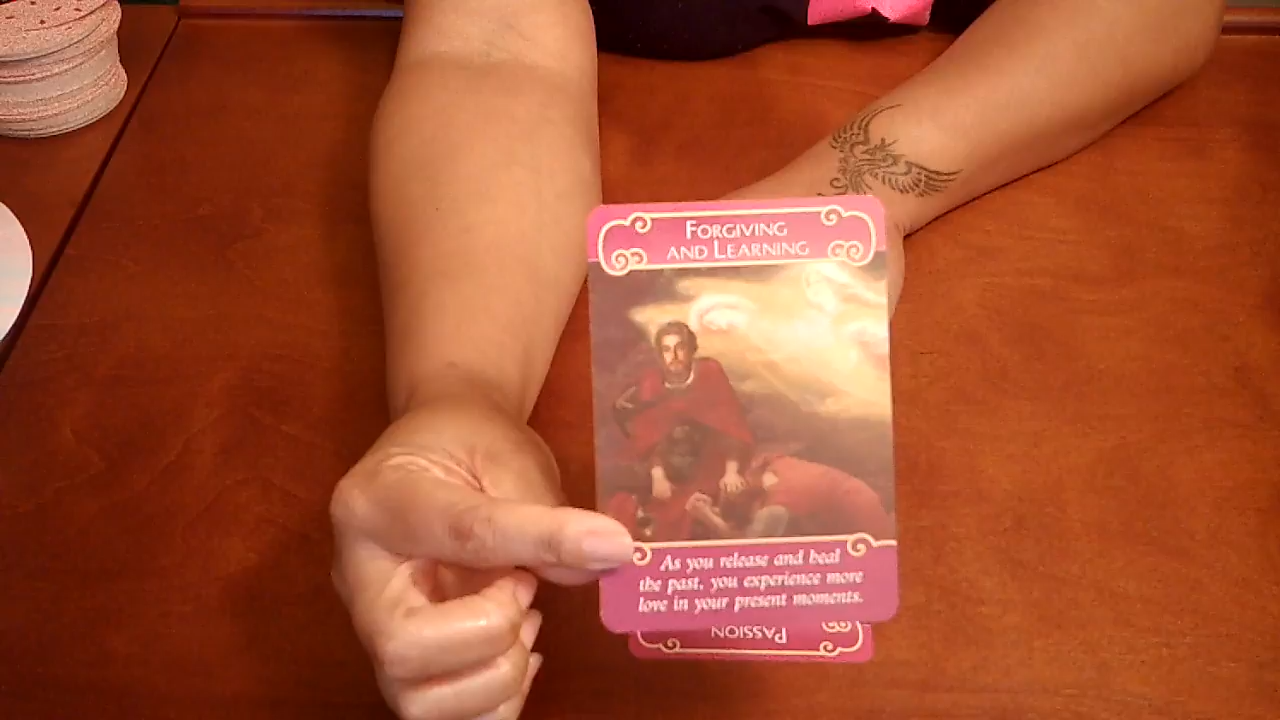 FORGIVING
AND LEARNING
As you release and heal
the past, you experience more
love in your present moments.
PASSION